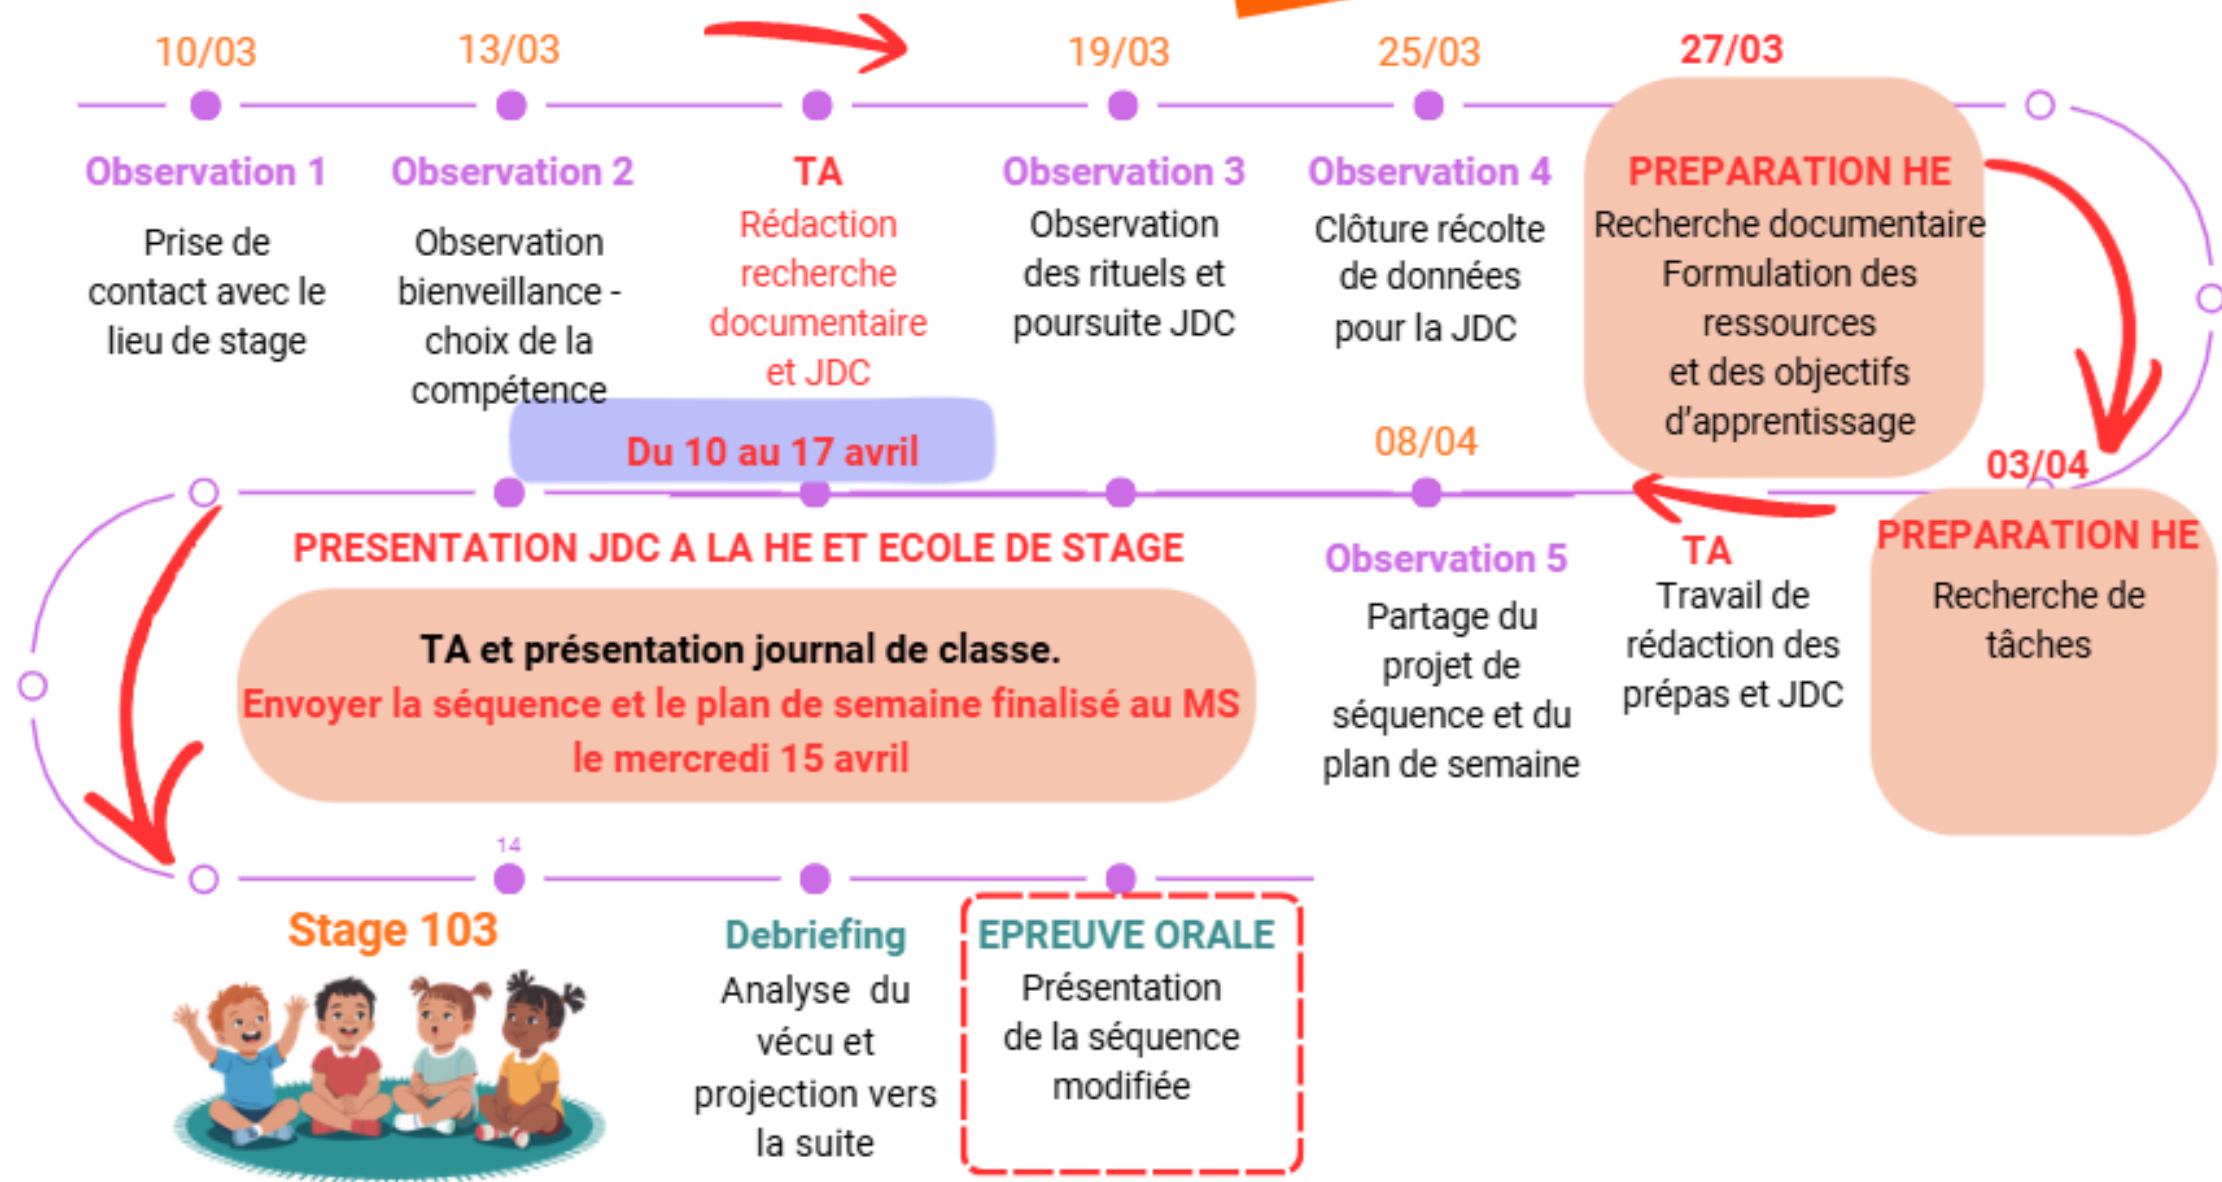 10/03
13/03
19/03
25/03
27/03
Observation 1
Prise de
contact avec le
lieu de stage
Observation 2
Observation
bienveillance -
choix de la
compétence
TA
Rédaction
recherche
documentaire
et JDC
Observation 3
Observation
des rituels et
poursuite JDC
Observation 4
Clôture récolte
de données
pour la JDC
PREPARATION HE
Recherche documentaire
Formulation des
ressources
et des objectifs
d'apprentissage
03/04
PREPARATION HE
Recherche de
tâches
TA
Travail de
rédaction des
prépas et JDC
08/04
Observation 5
Partage du
projet de
séquence et du
plan de semaine
Du 10 au 17 avril
PRESENTATION JDC A LA HE ET ECOLE DE STAGE
TA et présentation journal de classe.
Envoyer la séquence et le plan de semaine finalisé au MS
le mercredi 15 avril
14
Stage 103
Debriefing
Analyse du
vécu et
projection vers
la suite
EPREUVE ORALE
Présentation
de la séquence
modifiée